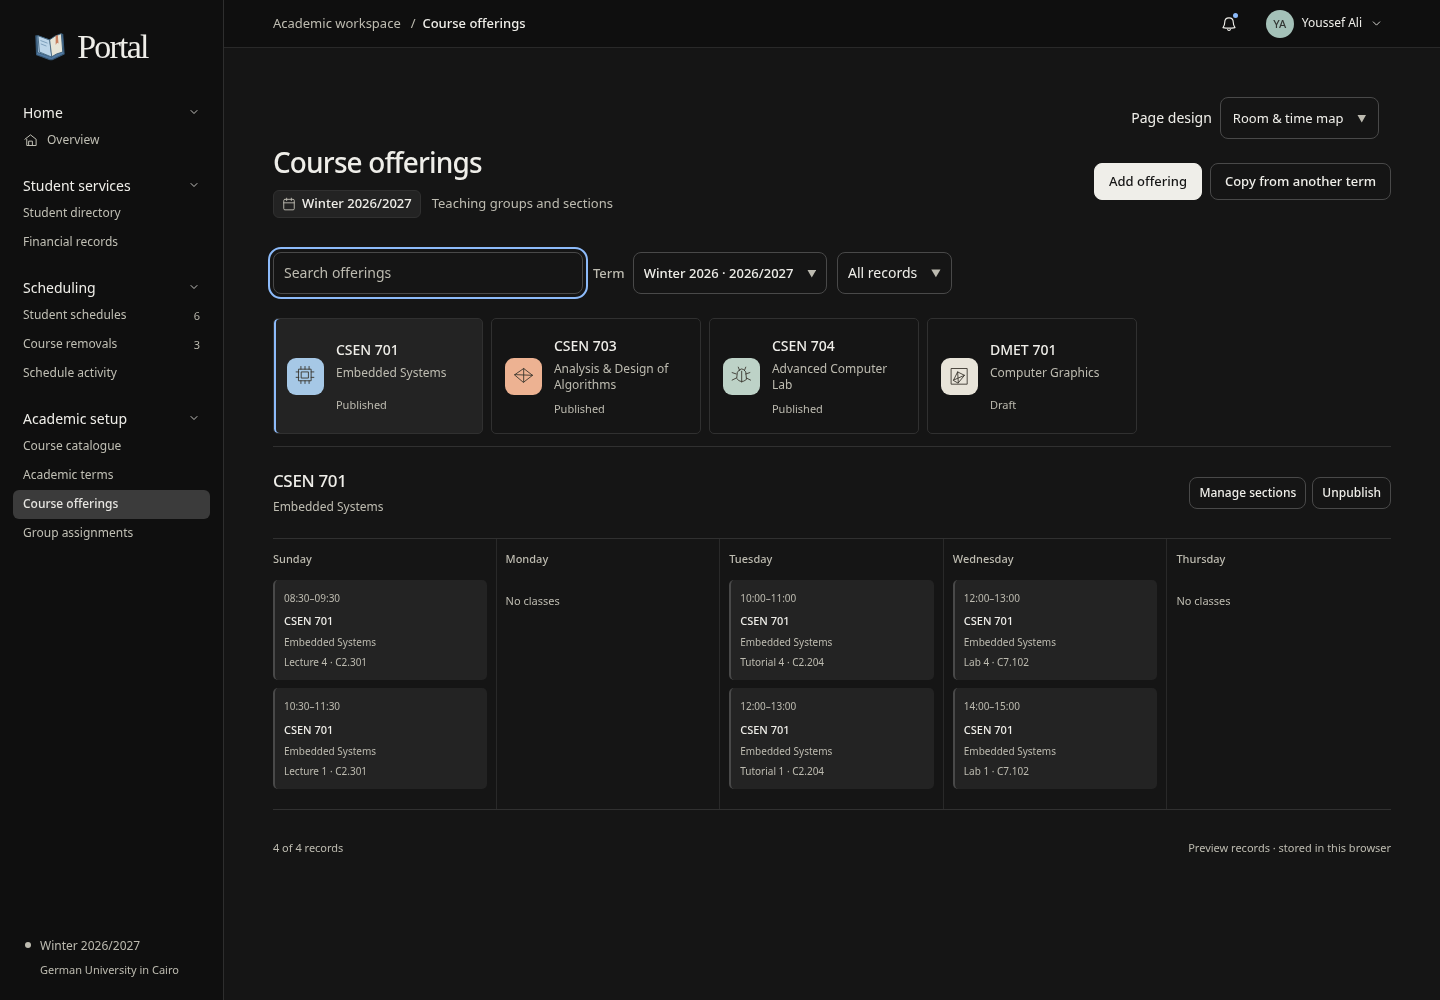 Portal
Home
Overview
Student services
Student directory
Financial records
Scheduling
Student schedules 6
Course removals 3
Schedule activity
Academic setup
Course catalogue
Academic terms
Course offerings
Group assignments
Winter 2026/2027
German University in Cairo
Academic workspace / Course offerings
YA Youssef Ali
Page design Room & time map
Course offerings
Add offering Copy from another term
Winter 2026/2027 Teaching groups and sections
Search offerings Term Winter 2026 · 2026/2027 All records
CSEN 701
Embedded Systems
Published
CSEN 703
Analysis & Design of
Algorithms
Published
CSEN 704
Advanced Computer
Lab
Published
DMET 701
Computer Graphics
Draft
CSEN 701
Embedded Systems
Manage sections Unpublish
Sunday
08:30–09:30
CSEN 701
Embedded Systems
Lecture 4 · C2.301
10:30–11:30
CSEN 701
Embedded Systems
Lecture 1 · C2.301
Monday
No classes
Tuesday
10:00–11:00
CSEN 701
Embedded Systems
Tutorial 4 · C2.204
12:00–13:00
CSEN 701
Embedded Systems
Tutorial 1 · C2.204
Wednesday
12:00–13:00
CSEN 701
Embedded Systems
Lab 4 · C7.102
14:00–15:00
CSEN 701
Embedded Systems
Lab 1 · C7.102
Thursday
No classes
4 of 4 records
Preview records · stored in this browser